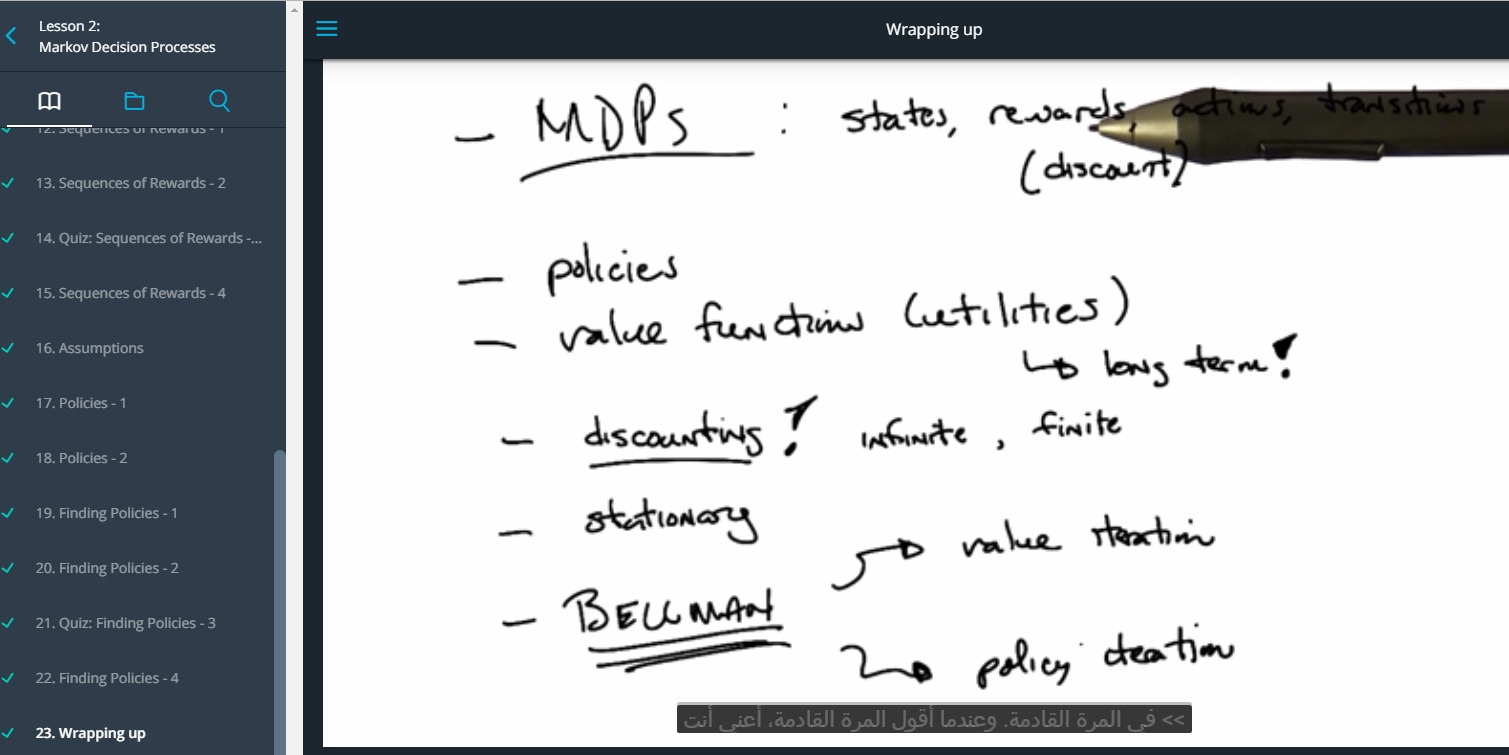 Lesson 2:
Markov Decision Processes
12. Sequences of Rewards - 1
13. Sequences of Rewards - 2
14. Quiz: Sequences of Rewards -...
15. Sequences of Rewards - 4
16. Assumptions
17. Policies - 1
18. Policies - 2
19. Finding Policies - 1
20. Finding Policies - 2
21. Quiz: Finding Policies - 3
22. Finding Policies - 4
23. Wrapping up
Wrapping up
- MDPs : states, rewards, actions, transitions
(discount)
- policies
- value functions (utilities)
↳ long term!
- discounting! infinite, finite
- stationary
→ value iteration
- BELLMAN
→ policy iteration
>> في المرة القادمة. وعندما أقول المرة القادمة، أعني أنت